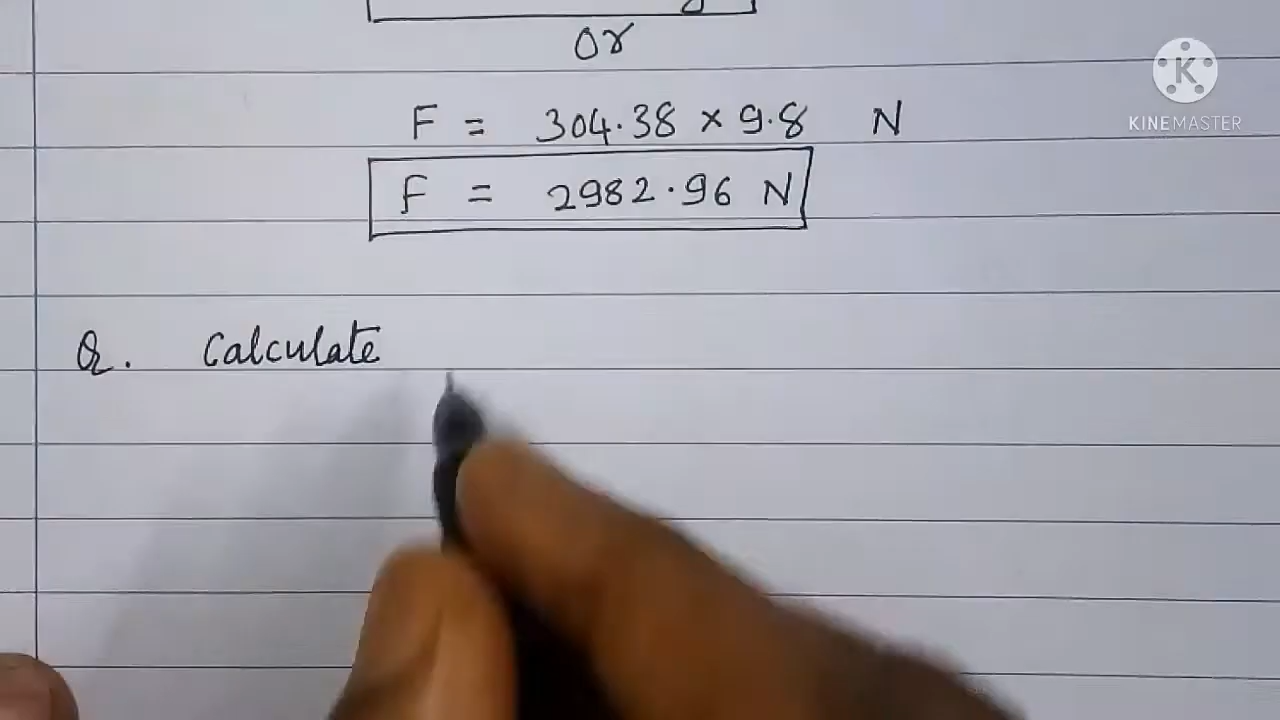 or
F = 304.38 × 9.8 N
F = 2982.96 N
Q. Calculate
K
KINEMASTER